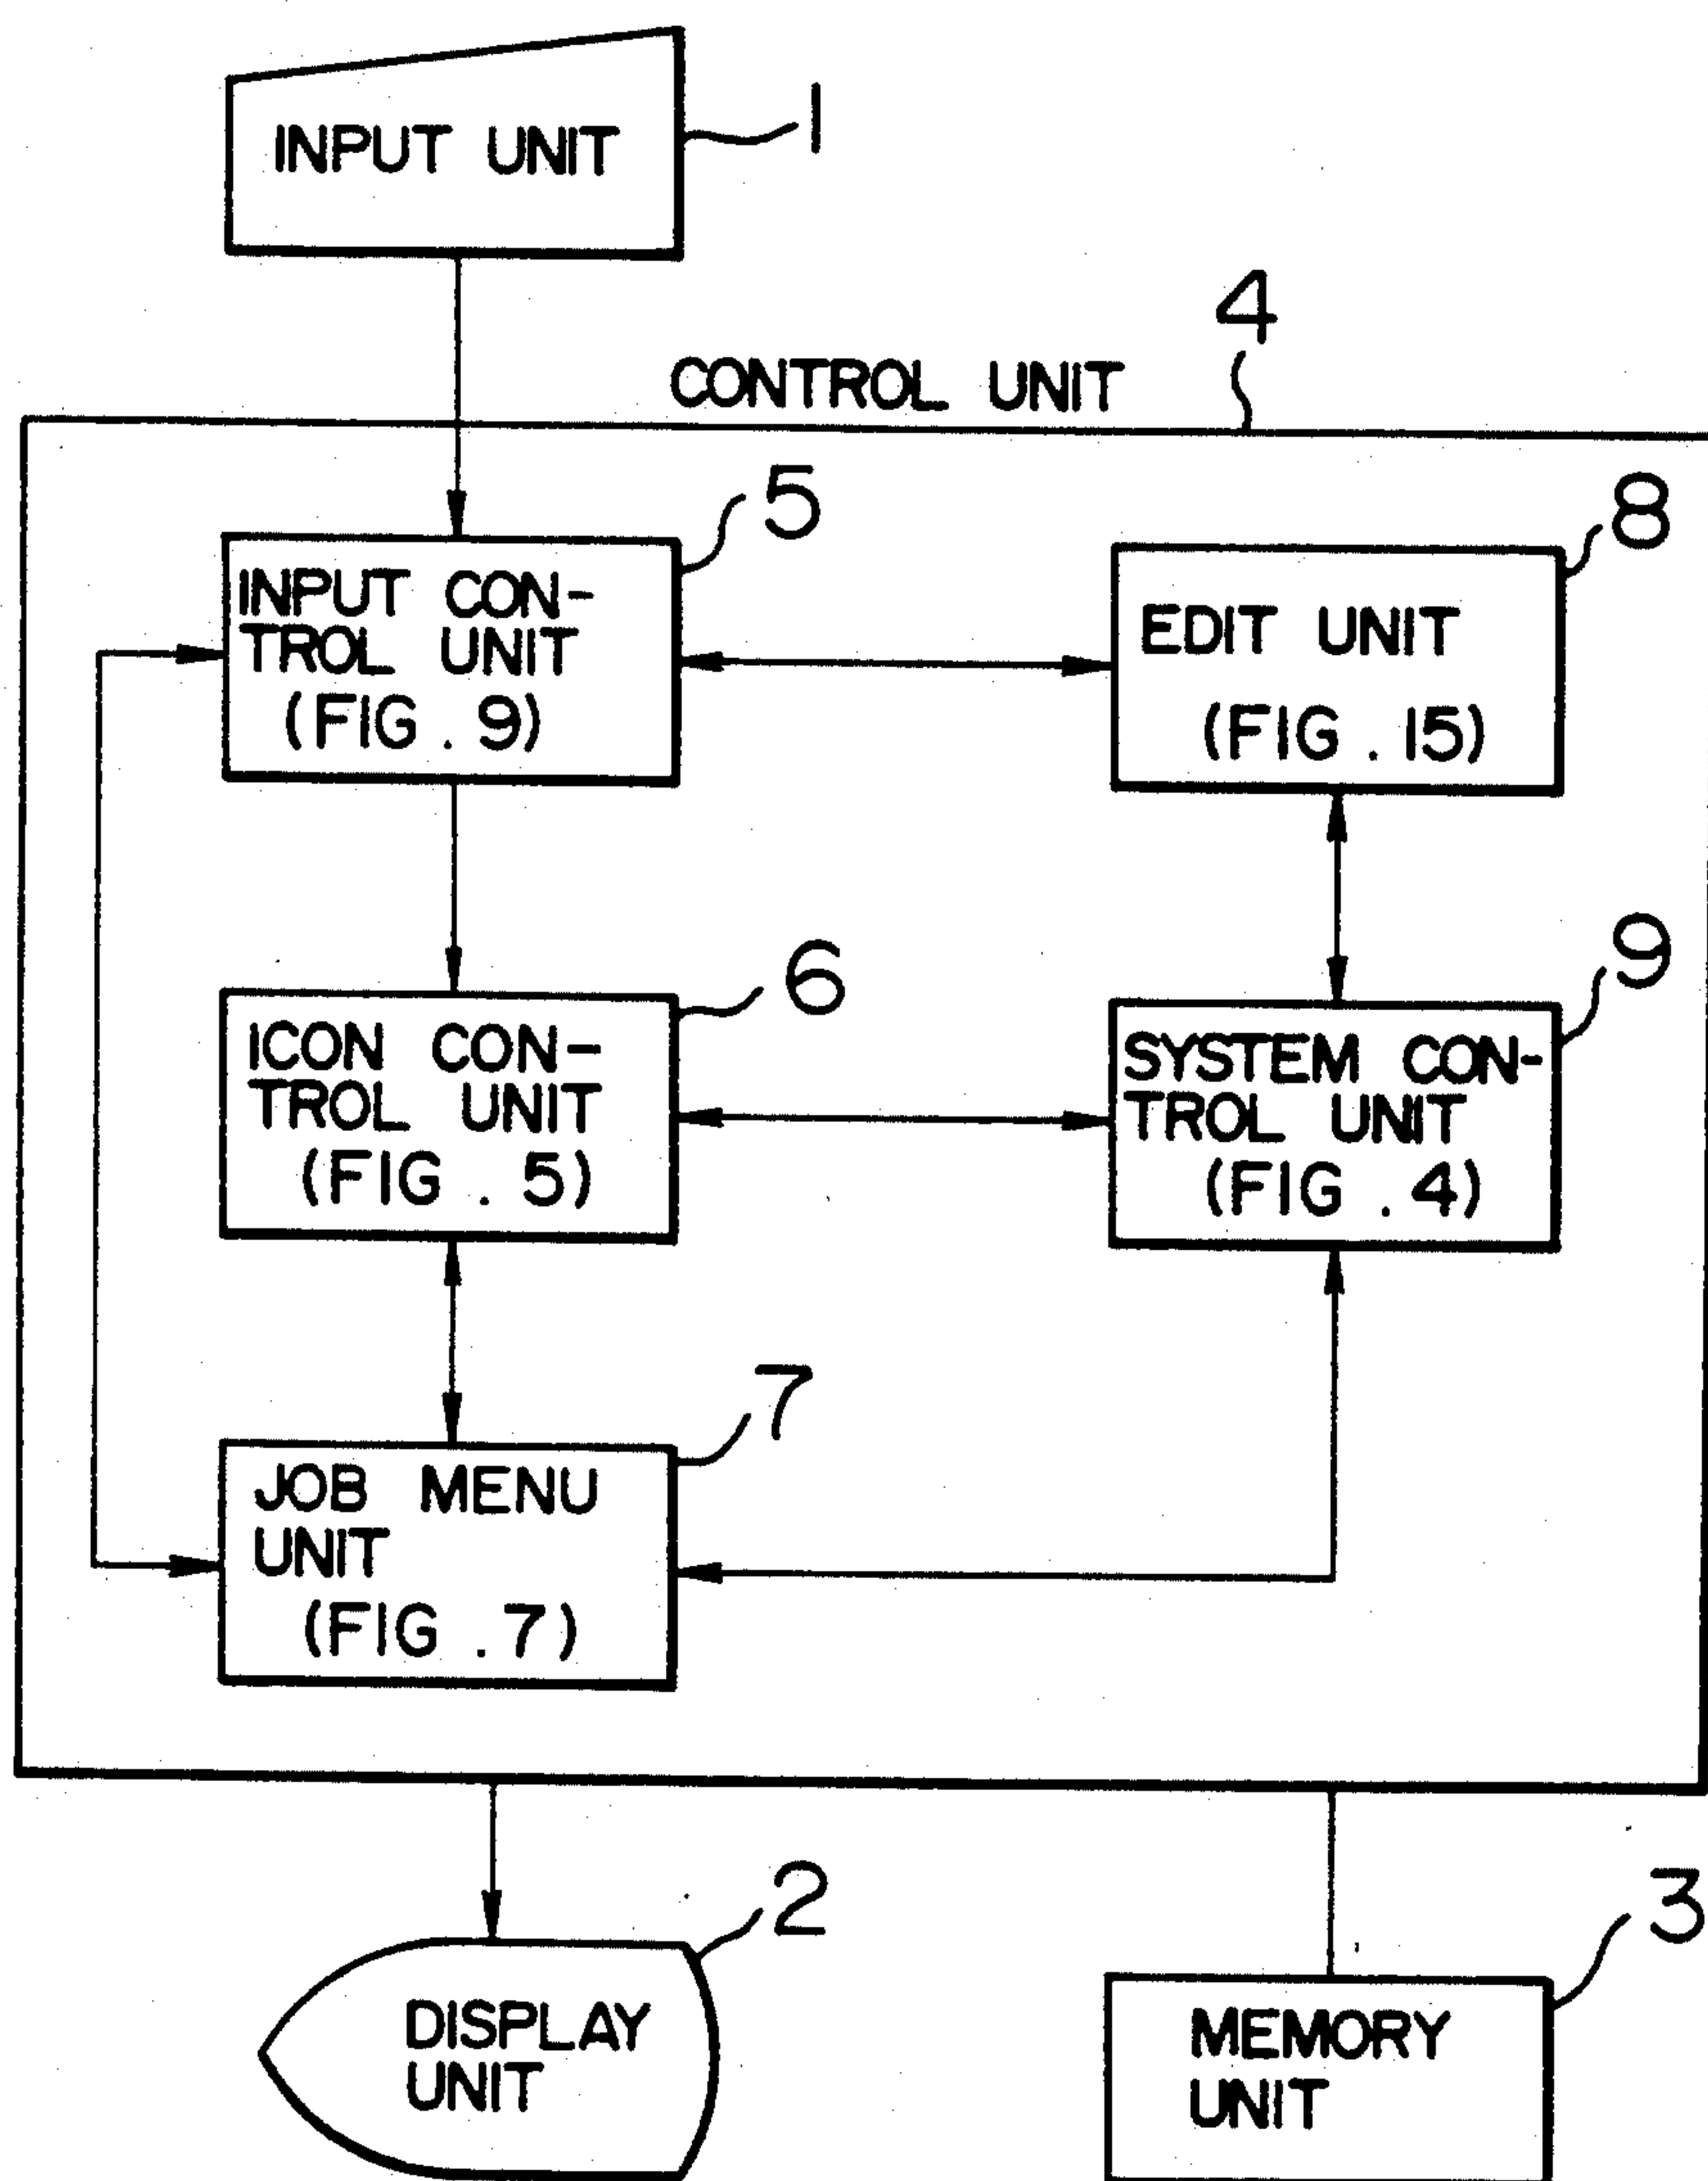 INPUT UNIT
1
4
CONTROL UNIT
5
8
INPUT CON-
TROL UNIT
(FIG. 9)
EDIT UNIT
(FIG. 15)
6
9
ICON CON-
TROL UNIT
(FIG. 5)
SYSTEM CON-
TROL UNIT
(FIG. 4)
7
JOB MENU
UNIT
(FIG. 7)
2
3
DISPLAY
UNIT
MEMORY
UNIT